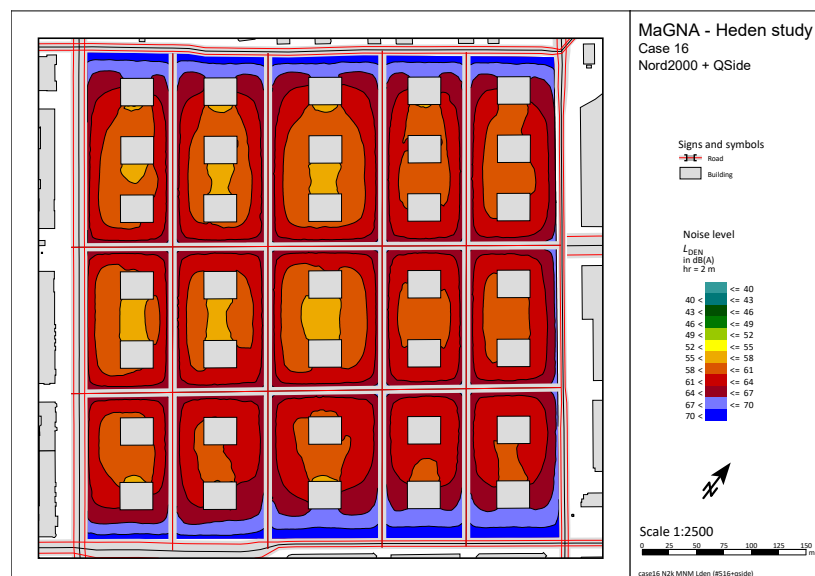 MaGNA - Heden study
Case 16
Nord2000 + QSide
Signs and symbols
Road
Building
Noise level
LDEN
in dB(A)
hr = 2 m
<= 40
40 < <= 43
43 < <= 46
46 < <= 49
49 < <= 52
52 < <= 55
55 < <= 58
58 < <= 61
61 < <= 64
64 < <= 67
67 < <= 70
70 <
N
Scale 1:2500
0 25 50 75 100 125 150
m
case16 N2k MNM Lden (#516+qside)